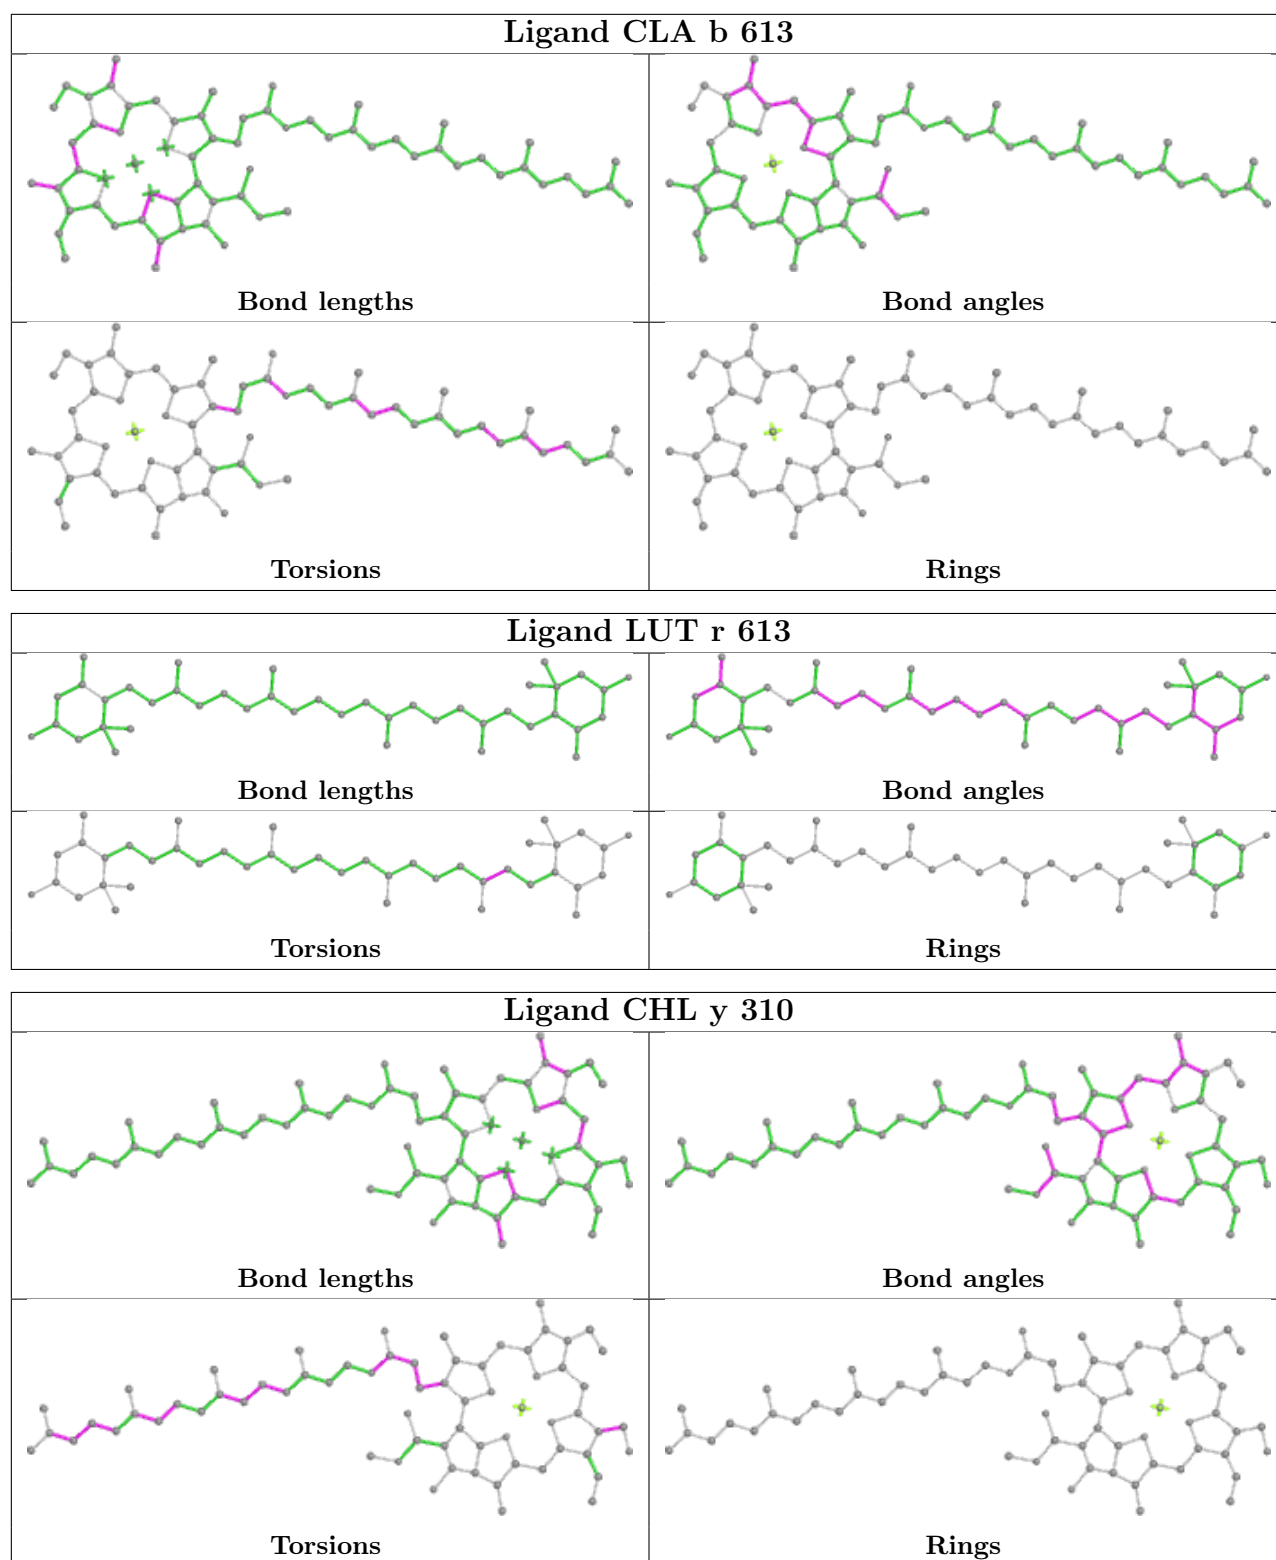 Ligand CLA b 613
Bond lengths
Bond angles
Torsions
Rings
Ligand LUT r 613
Bond lengths
Bond angles
Torsions
Rings
Ligand CHL y 310
Bond lengths
Bond angles
Torsions
Rings